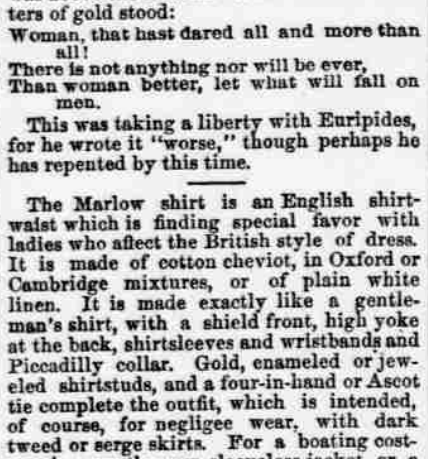 ters of gold stood:
Woman, that hast dared all and more than
all!
There is not anything nor will be ever,
Than woman better, let what will fall on
men.
This was taking a liberty with Euripides,
for he wrote it "worse," though perhaps he
has repented by this time.
The Marlow shirt is an English shirt-
waist which is finding special favor with
ladies who affect the British style of dress.
It is made of cotton cheviot, in Oxford or
Cambridge mixtures, or of plain white
linen. It is made exactly like a gentle-
man's shirt, with a shield front, high yoke
at the back, shirtsleeves and wristbands and
Piccadilly collar. Gold, enameled or jew-
eled shirtstuds, and a four-in-hand or Ascot
tie complete the outfit, which is intended,
of course, for negligee wear, with dark
tweed or serge skirts. For a boating cost-